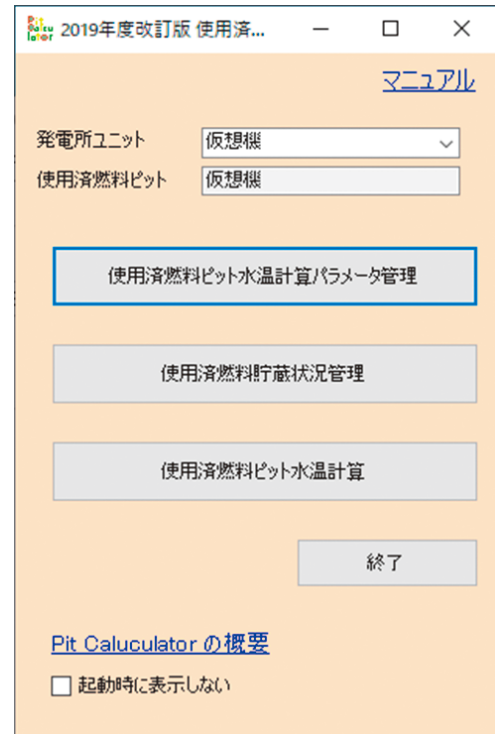 Pit Calcu lator 2019年度改訂版 使用済...
マニュアル
発電所ユニット 仮想機
使用済燃料ピット 仮想機
使用済燃料ピット水温計算パラメータ管理
使用済燃料貯蔵状況管理
使用済燃料ピット水温計算
終了
Pit Caluculator の概要
起動時に表示しない